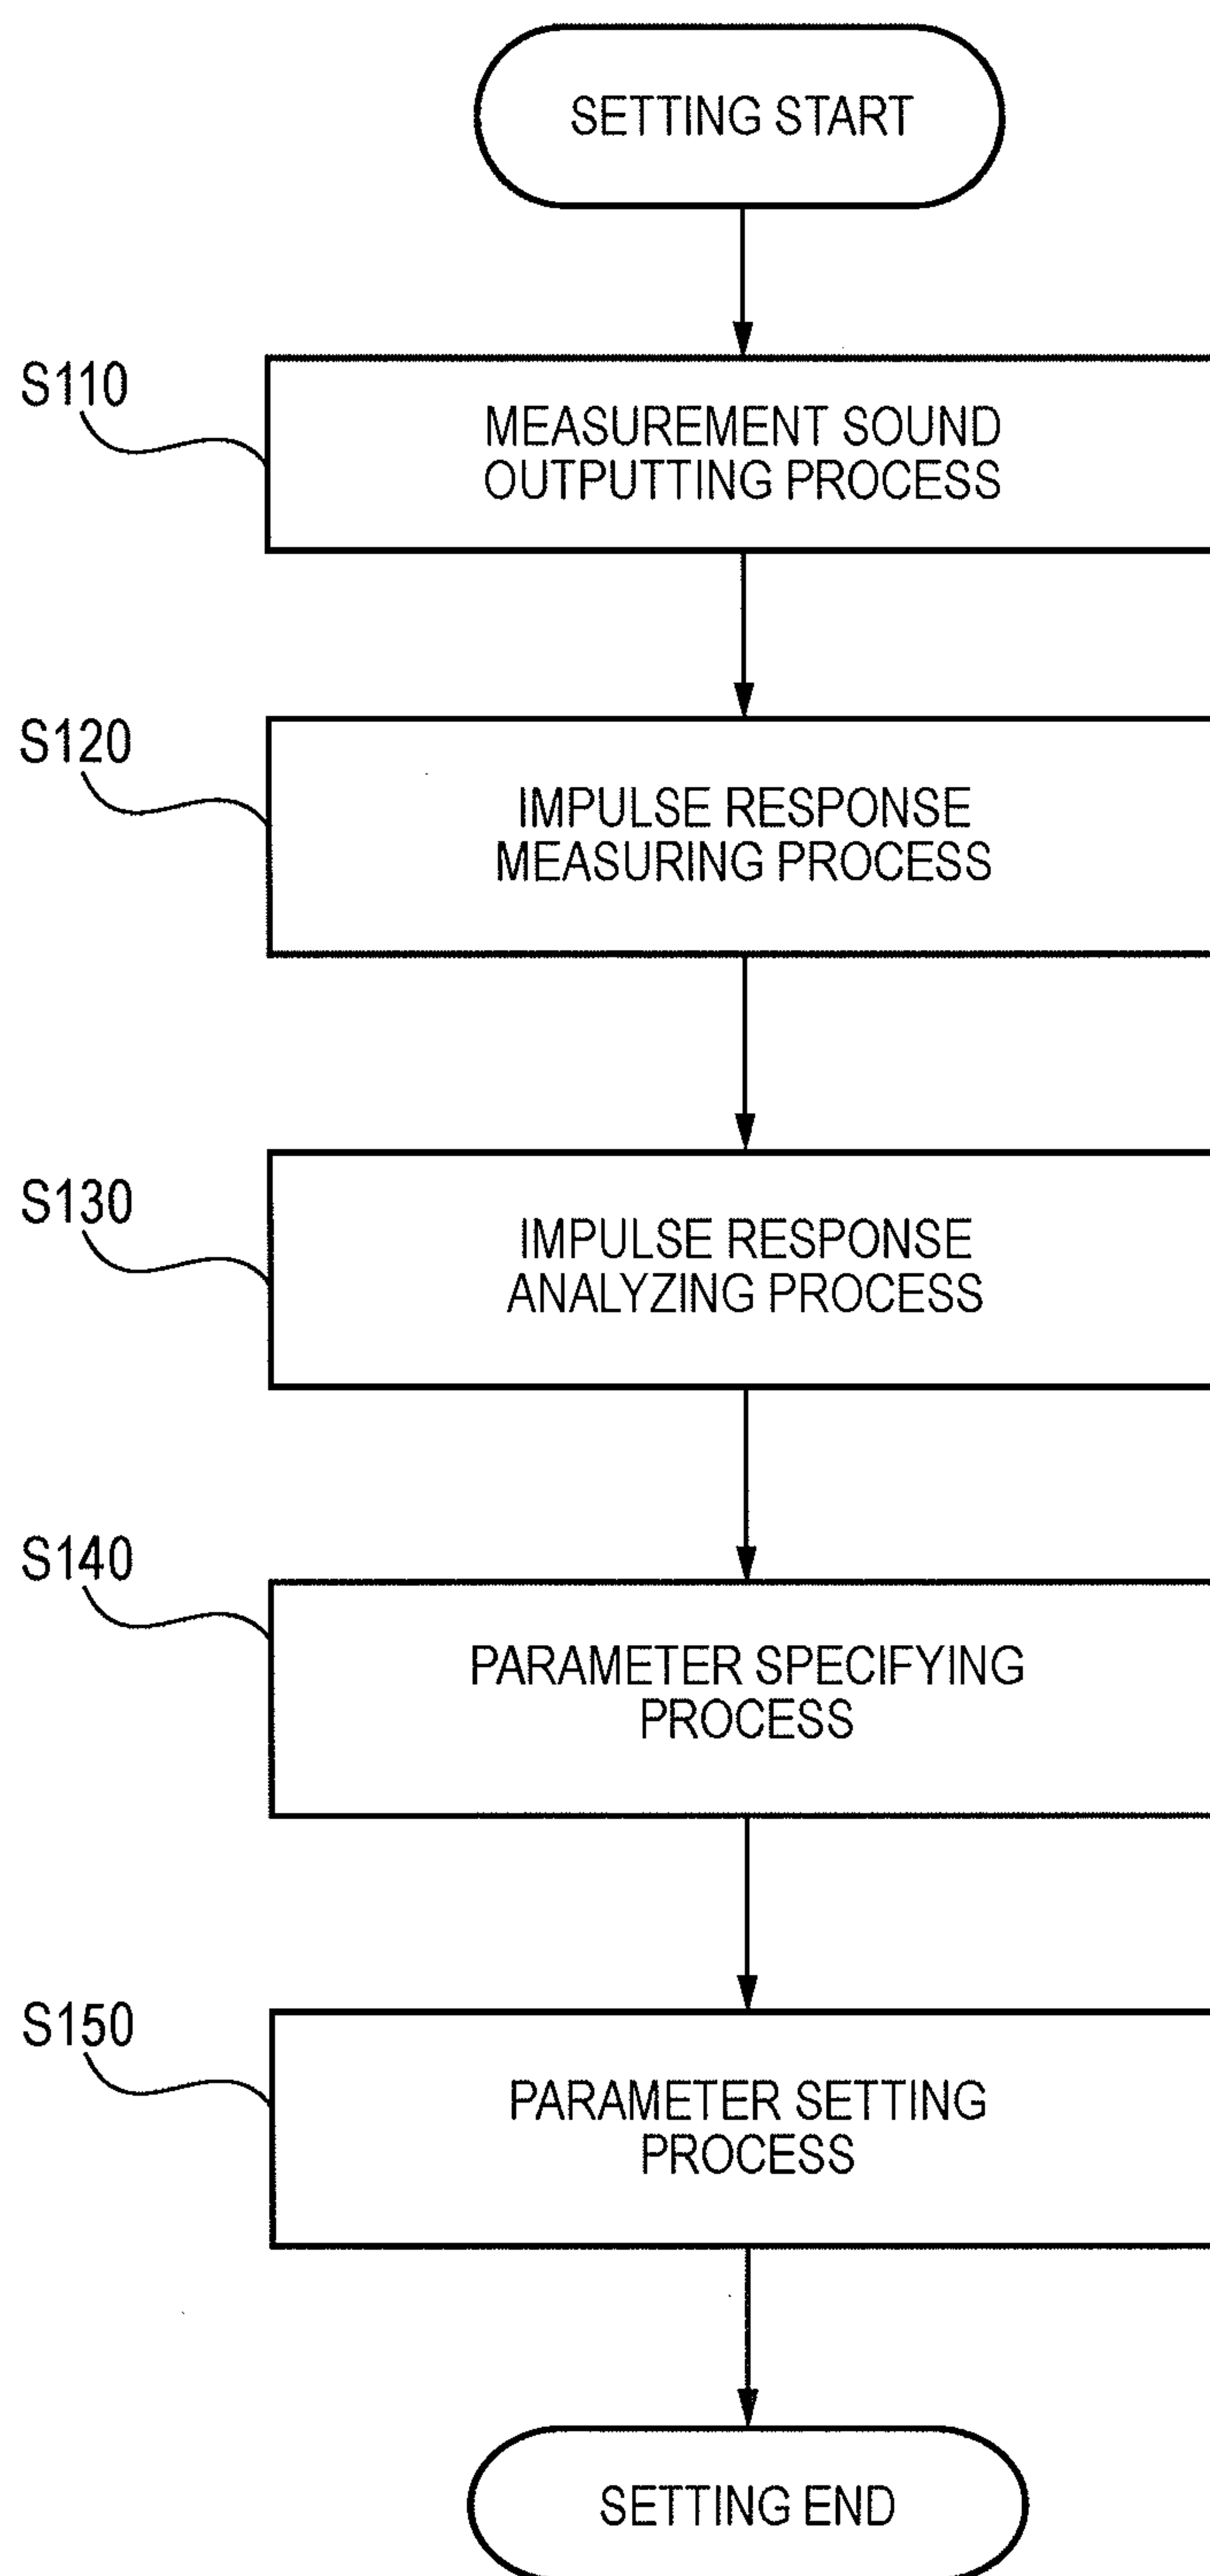 SETTING START
S110
MEASUREMENT SOUND
OUTPUTTING PROCESS
S120
IMPULSE RESPONSE
MEASURING PROCESS
S130
IMPULSE RESPONSE
ANALYZING PROCESS
S140
PARAMETER SPECIFYING
PROCESS
S150
PARAMETER SETTING
PROCESS
SETTING END